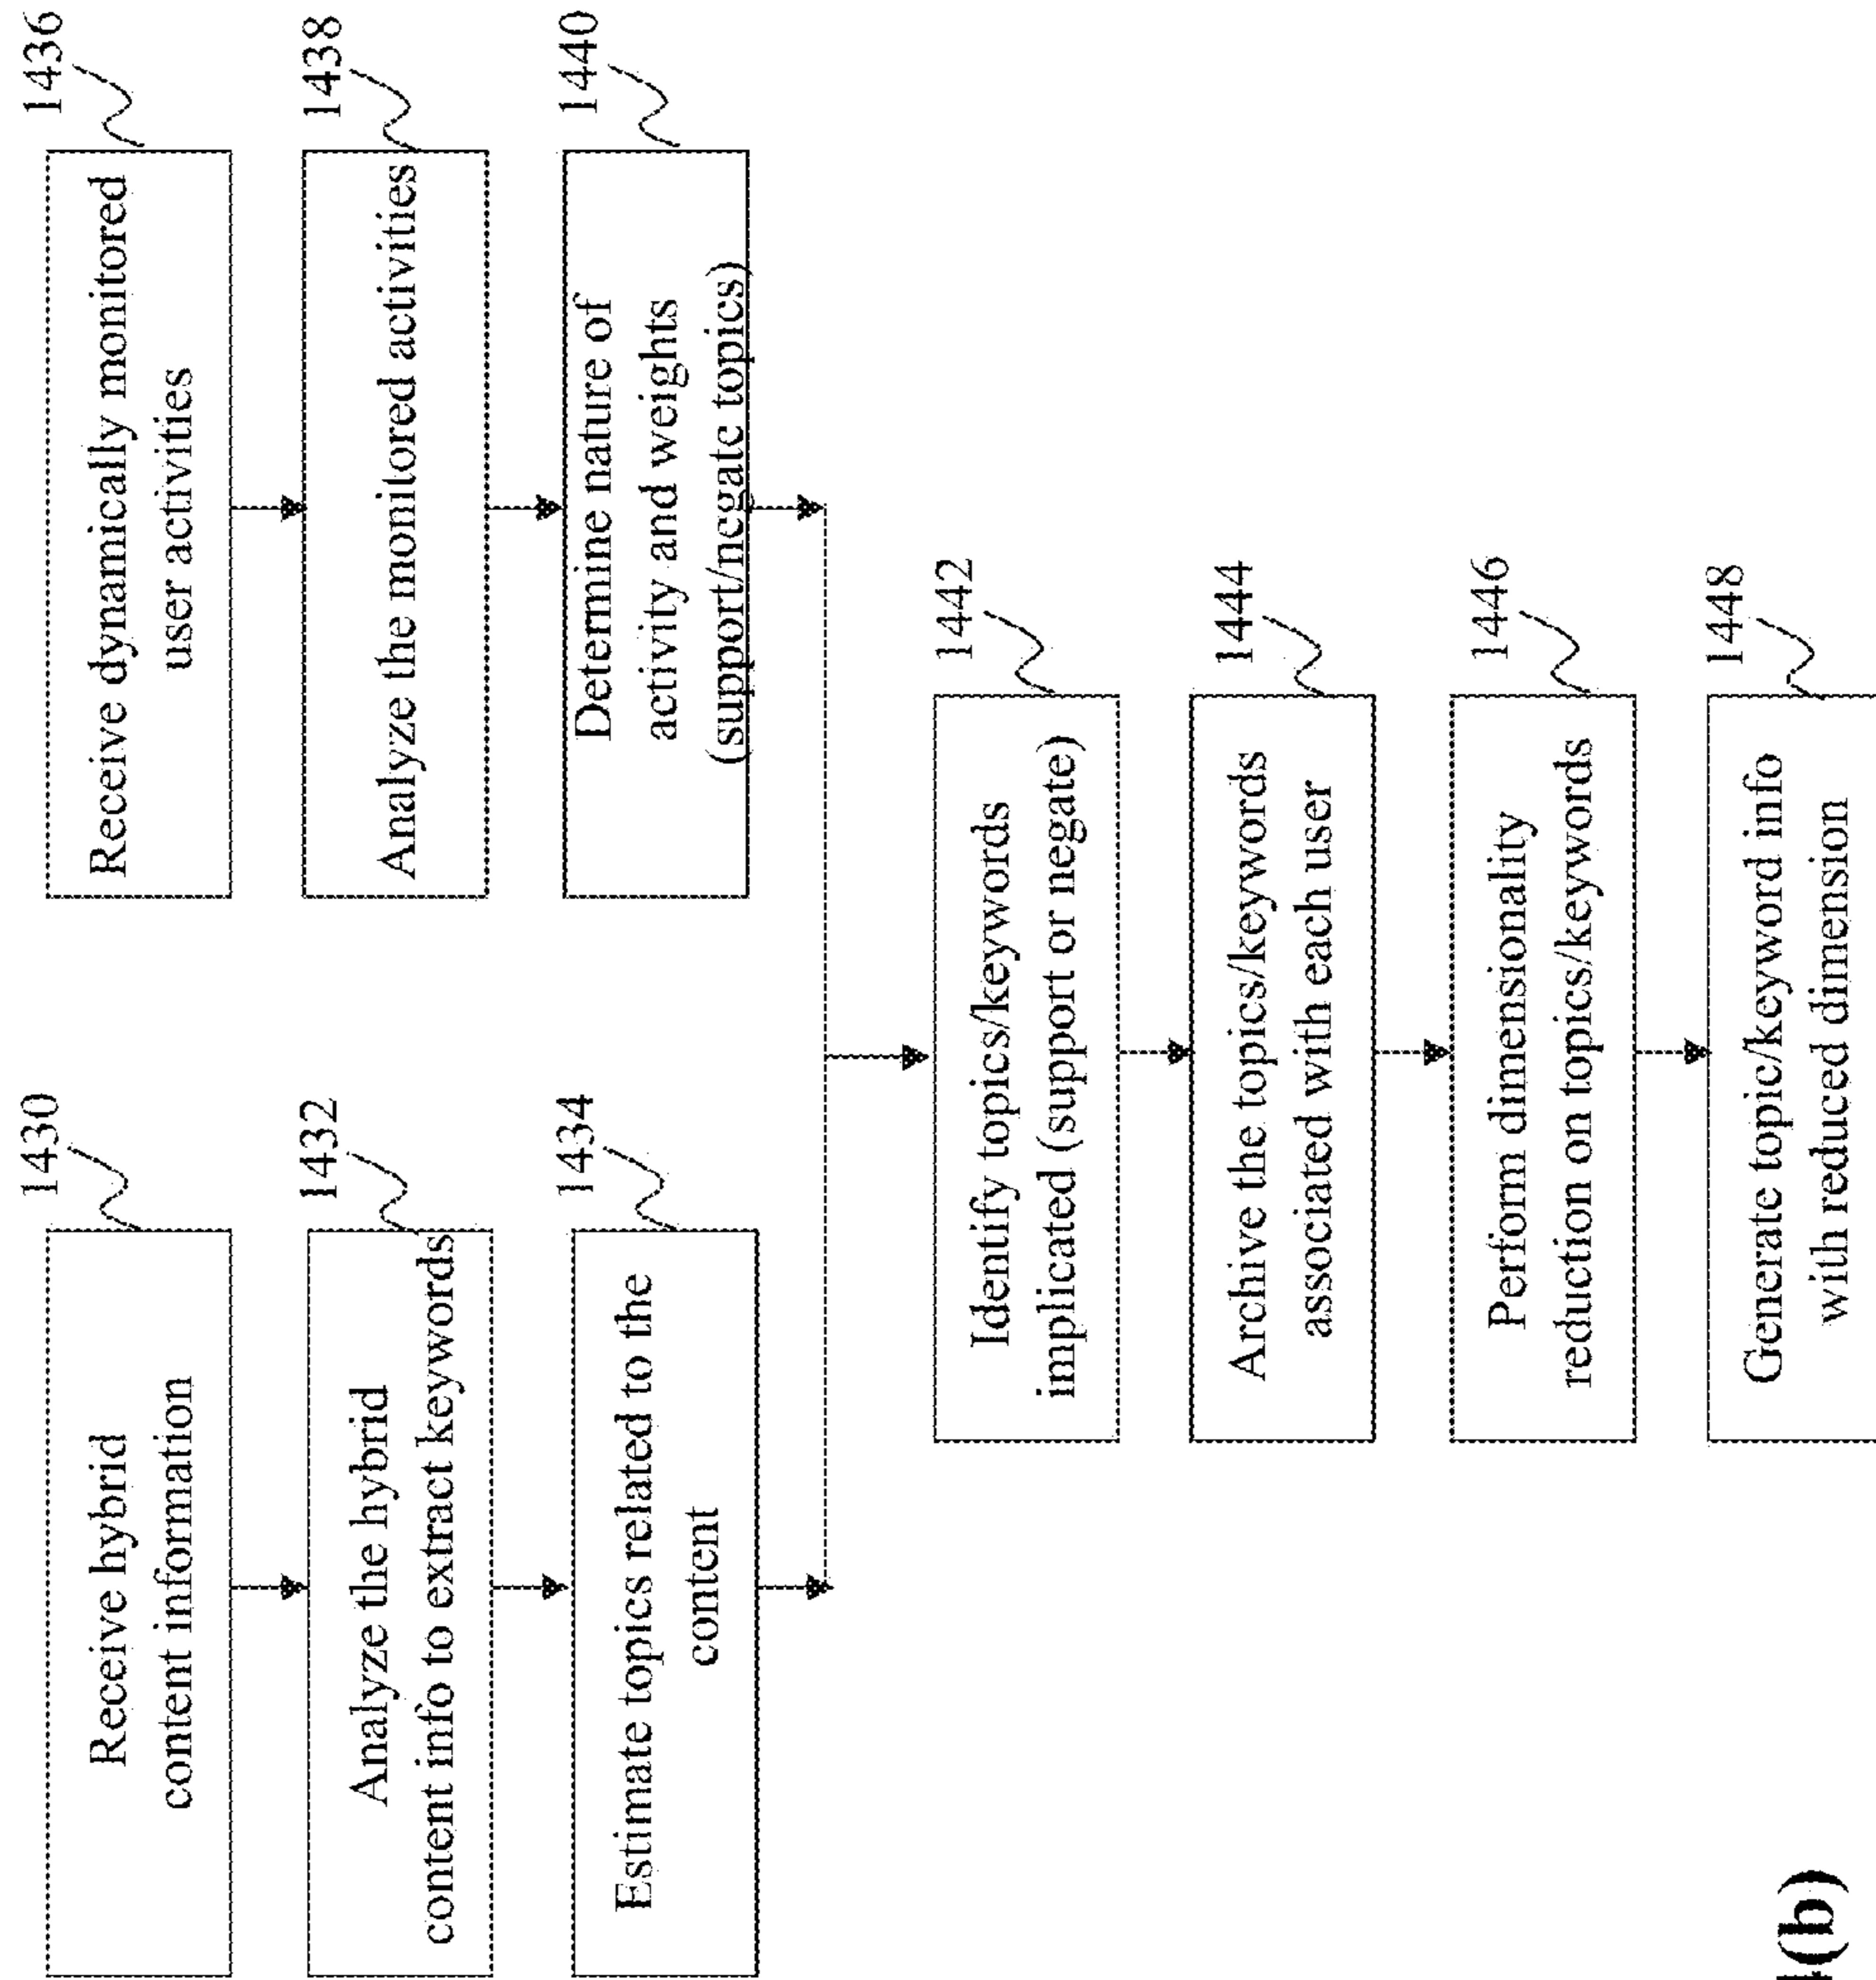 1430
Receive hybrid
content information
1432
Analyze the hybrid
content info to extract keywords
1434
Estimate topics related to the
content
1436
Receive dynamically monitored
user activities
1438
Analyze the monitored activities
1440
Determine nature of
activity and weights
(support/negate topics)
1442
Identify topics/keywords
implicated (support or negate)
1444
Archive the topics/keywords
associated with each user
1446
Perform dimensionality
reduction on topics/keywords
1448
Generate topic/keyword info
with reduced dimension
(b)